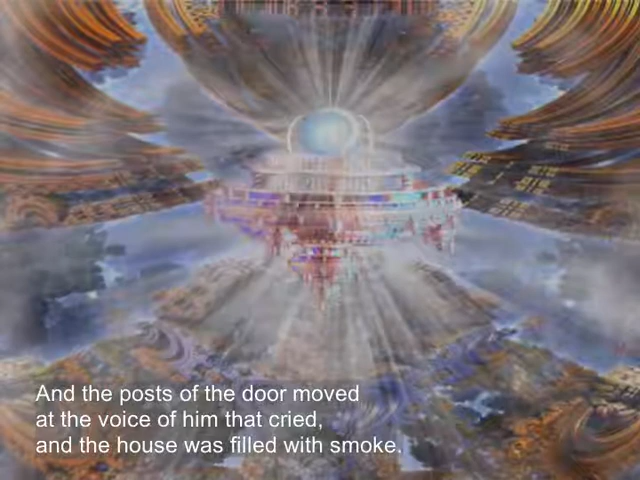 And the posts of the door moved
at the voice of him that cried,
and the house was filled with smoke.